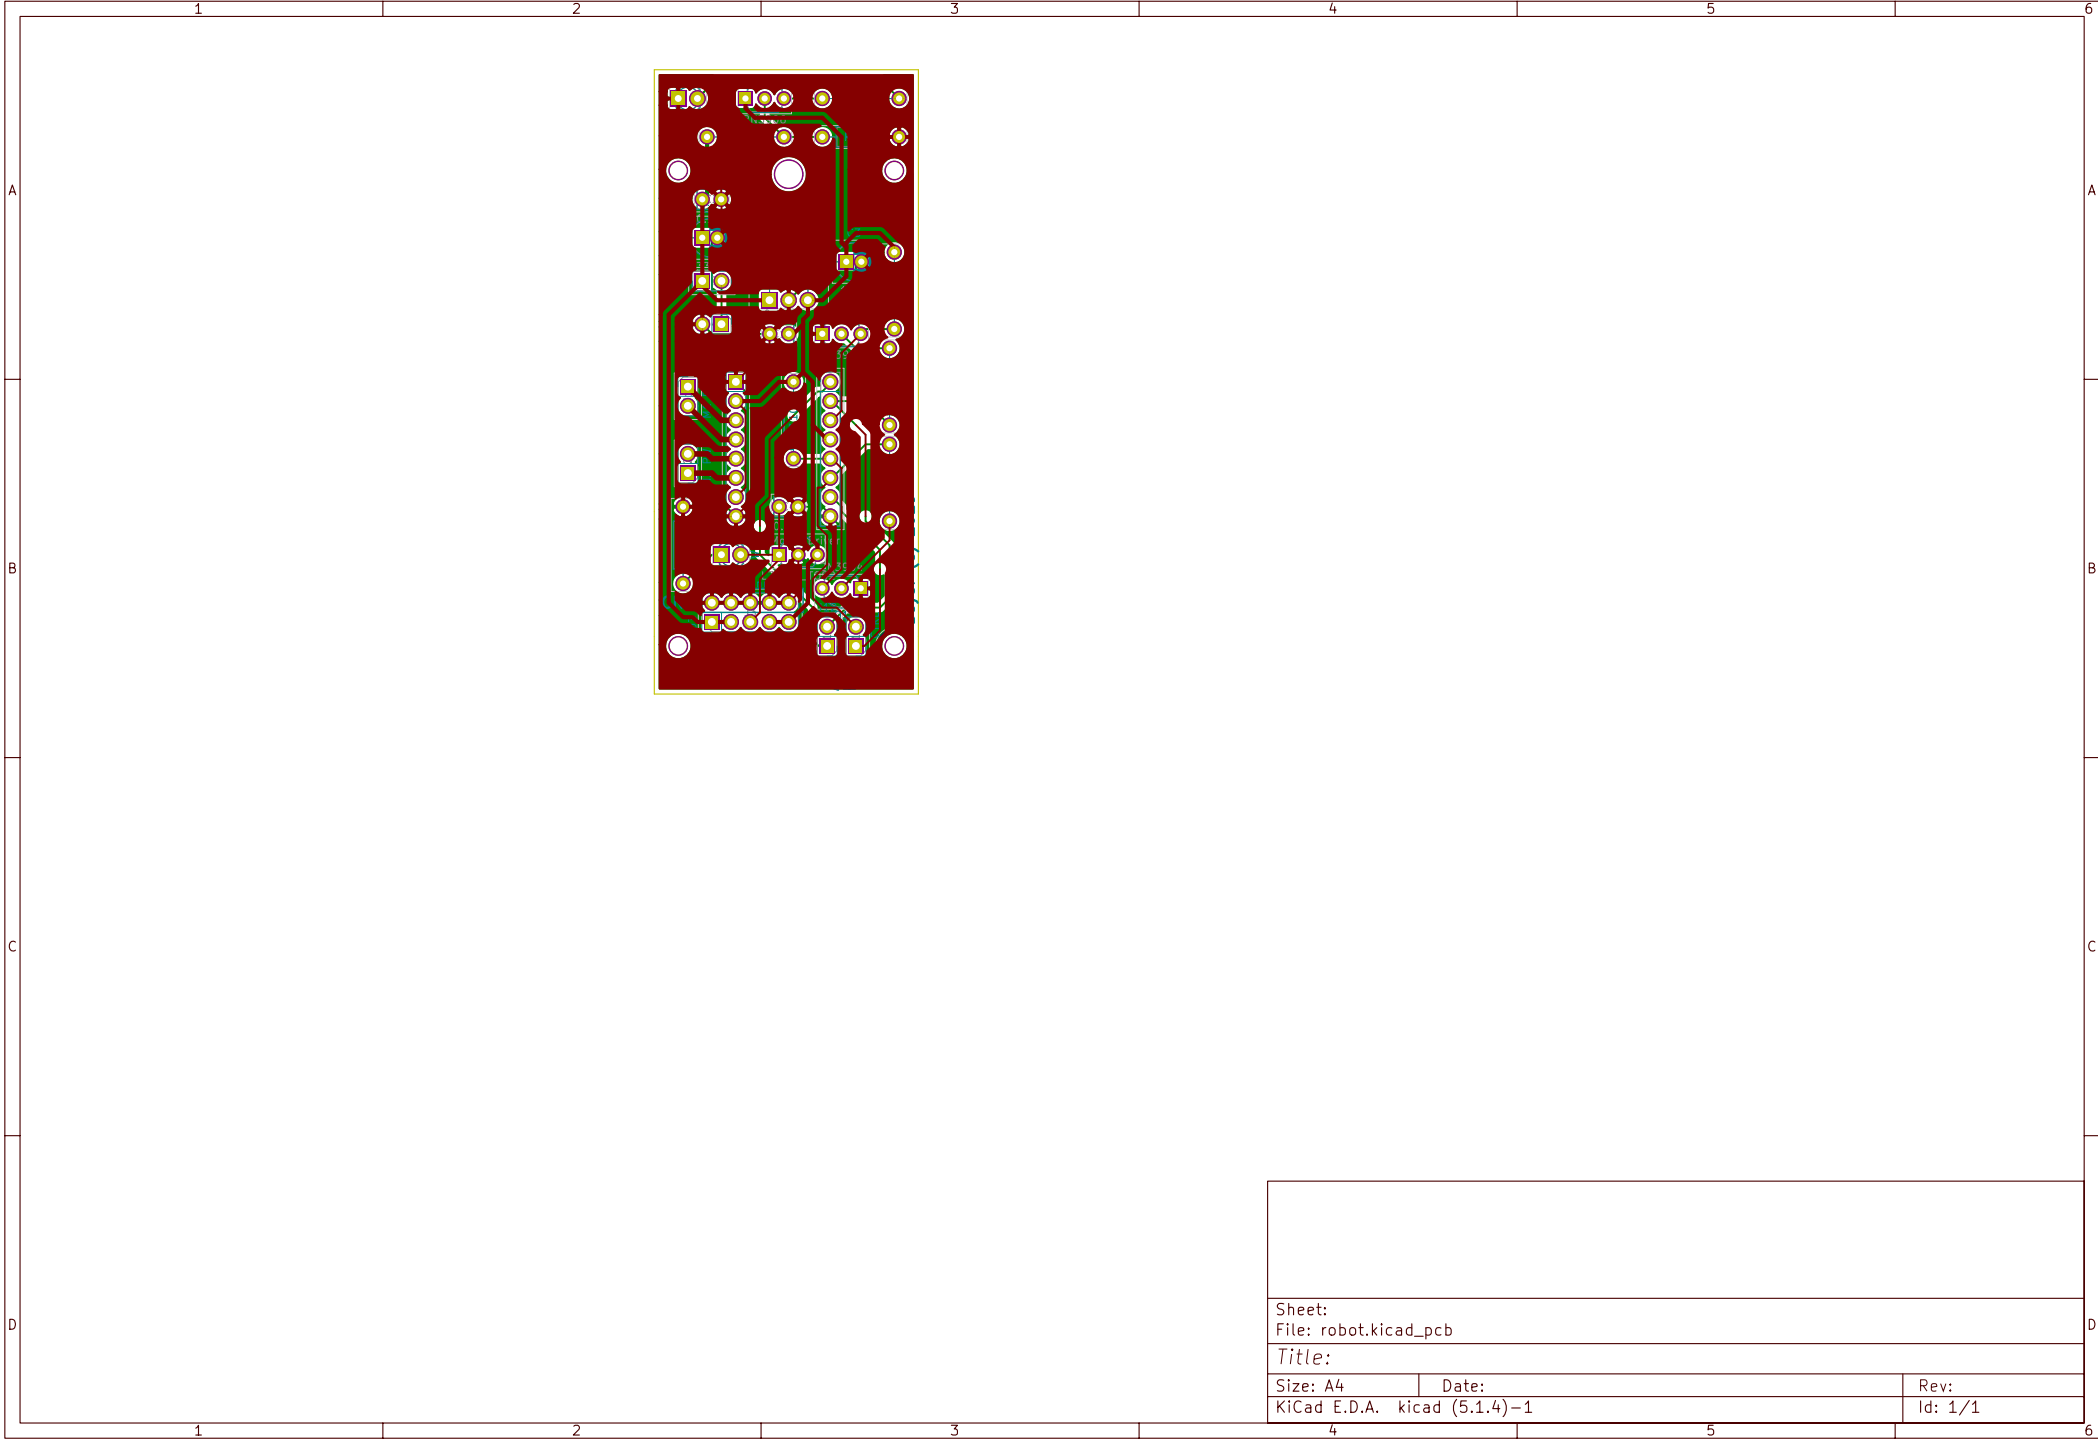 1 2 3 4 5 6
A A
B B
C C
D D
Sheet:
File: robot.kicad_pcb
Title:
Size: A4 Date: Rev:
KiCad E.D.A. kicad (5.1.4)-1 Id: 1/1
1 2 3 4 5 6